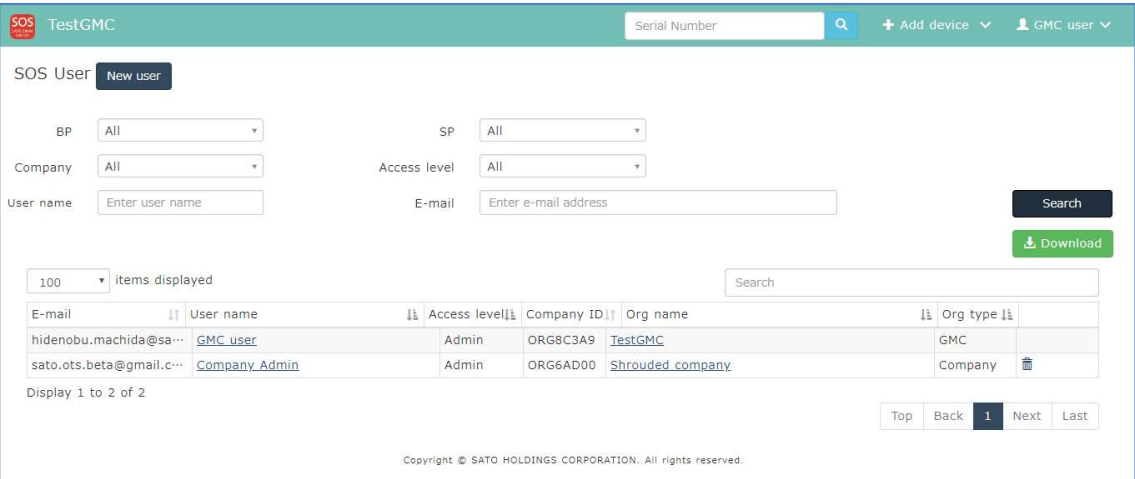 SOS TestGMC Serial Number Add device GMC user
SOS User New user
BP All SP All
Company All Access level All
User name Enter user name E-mail Enter e-mail address Search
Download
100 items displayed Search
E-mail User name Access level Company ID Org name Org type
hidenobu.machida@sa··· GMC user Admin ORG8C3A9 TestGMC GMC
sato.ots.beta@gmail.c··· Company Admin Admin ORG6AD00 Shrouded company Company
Display 1 to 2 of 2
Top Back 1 Next Last
Copyright © SATO HOLDINGS CORPORATION. All rights reserved.